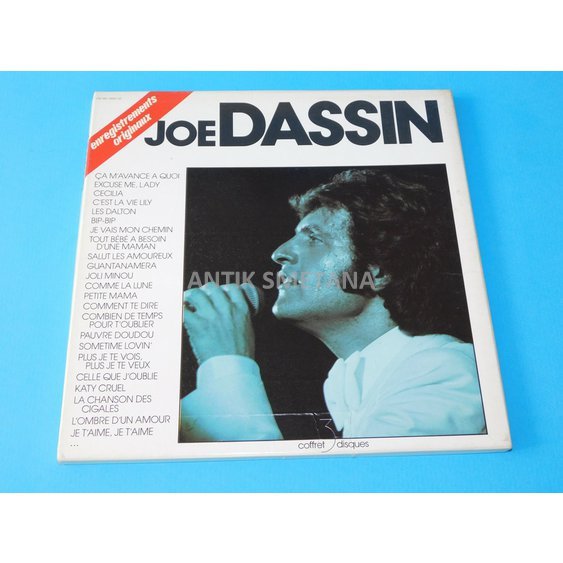 enregistrements
originaux
JOE DASSIN
ÇA M'AVANCE A QUOI
EXCUSE ME, LADY
CECILIA
C'EST LA VIE LILY
LES DALTON
BIP-BIP
JE VAIS MON CHEMIN
TOUT BÉBÉ A BESOIN
D'UNE MAMAN
SALUT LES AMOUREUX
GUANTANAMERA
JOLI MINOU
COMME LA LUNE
PETITE MAMA
COMMENT TE DIRE
COMBIEN DE TEMPS
POUR T'OUBLIER
PAUVRE DOUDOU
SOMETIME LOVIN'
PLUS JE TE VOIS,
PLUS JE TE VEUX
CELLE QUE J'OUBLIE
KATY CRUEL
LA CHANSON DES
CIGALES
L'OMBRE D'UN AMOUR
JE T'AIME, JE T'AIME
...
ANTIK
coffret 3 disques